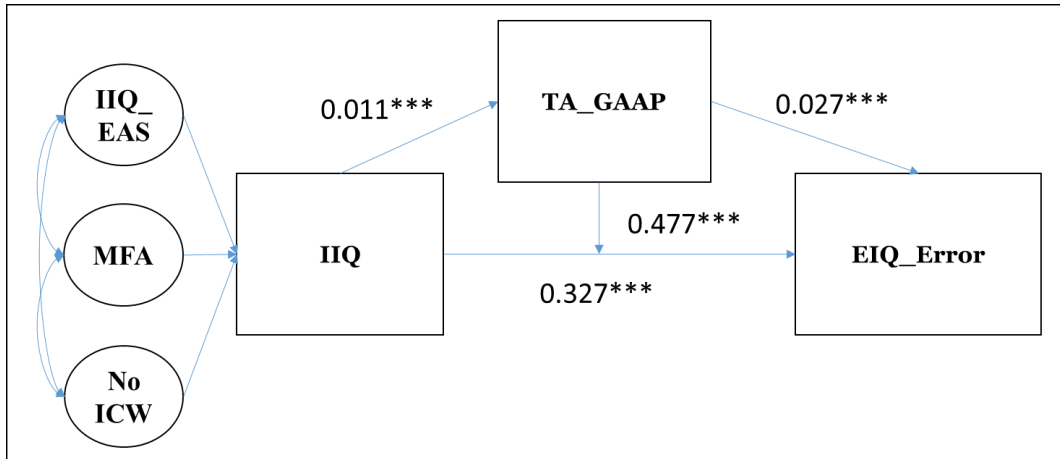 IIQ_
EAS
MFA
No
ICW
IIQ
0.011***
TA_GAAP
0.027***
0.477***
0.327***
EIQ_Error